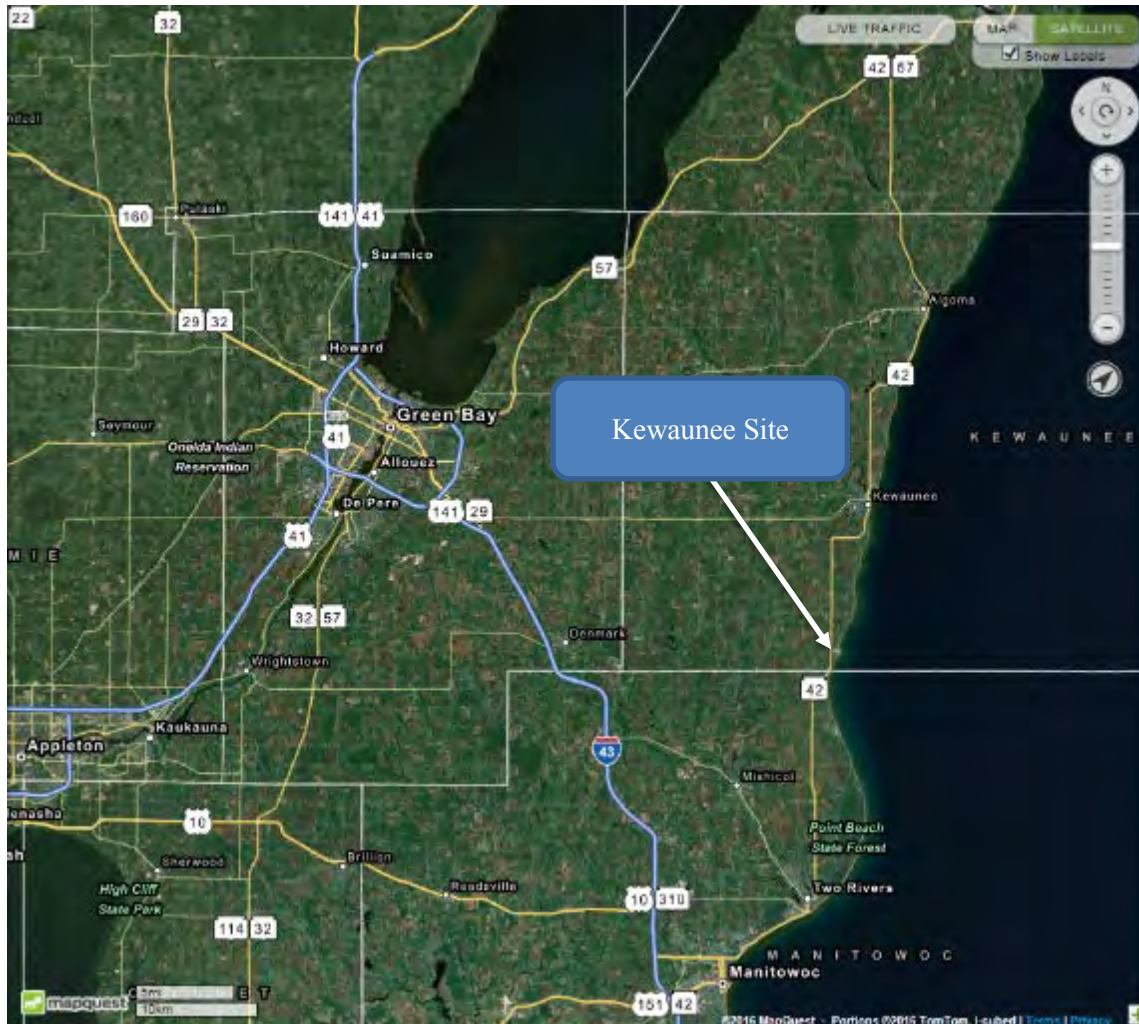 22
32
LIVE TRAFFIC
MAP
SATELLITE
Show Labels
42 57
N
160
Pulaski
141 41
Suamico
57
29 32
Algoma
Howard
42
Green Bay
Kewaunee Site
Seymour
41
Oneida Indian
Reservation
Allouez
K E W A U N E E
De Pere
141 29
Kewaunee
41
M I E
32 57
Denmark
Wrightstown
42
Kaukauna
Appleton
43
Mishicot
10
Point Beach
State Forest
Sherwood
Brillion
High Cliff
State Park
Reedsville
Two Rivers
10 310
114 32
M A N I T O W O C
Manitowoc
mapquest
5mi
10km
E T
151 42
©2016 MapQuest - Portions ©2016 TomTom, i-cubed | Terms | Privacy